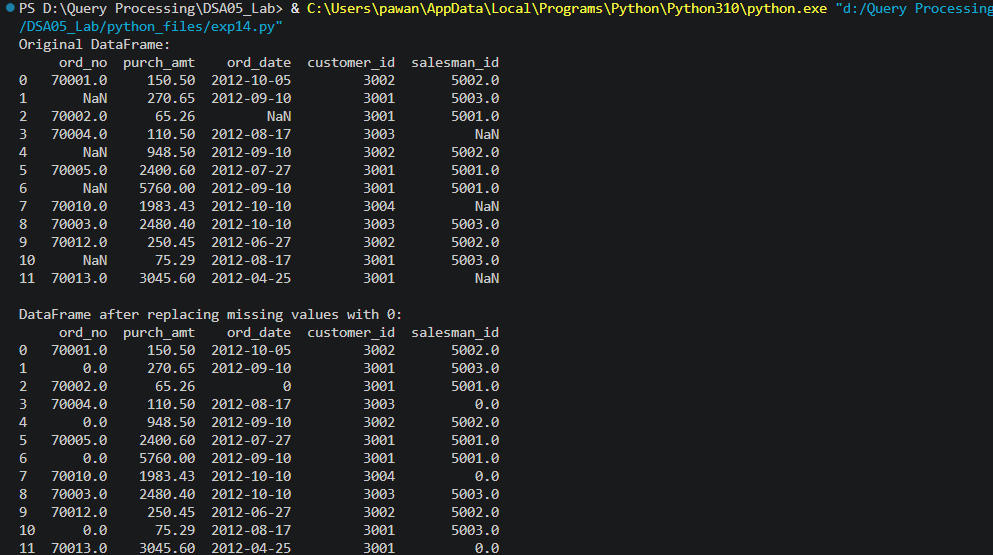 PS D:\Query Processing\DSA05_Lab> & C:\Users\pawan\AppData\Local\Programs\Python\Python310\python.exe "d:/Query Processing
/DSA05_Lab/python_files/exp14.py"
Original DataFrame:
     ord_no  purch_amt    ord_date  customer_id  salesman_id
0   70001.0     150.50  2012-10-05         3002       5002.0
1       NaN     270.65  2012-09-10         3001       5003.0
2   70002.0      65.26         NaN         3001       5001.0
3   70004.0     110.50  2012-08-17         3003          NaN
4       NaN     948.50  2012-09-10         3002       5002.0
5   70005.0    2400.60  2012-07-27         3001       5001.0
6       NaN    5760.00  2012-09-10         3001       5001.0
7   70010.0    1983.43  2012-10-10         3004          NaN
8   70003.0    2480.40  2012-10-10         3003       5003.0
9   70012.0     250.45  2012-06-27         3002       5002.0
10      NaN      75.29  2012-08-17         3001       5003.0
11  70013.0    3045.60  2012-04-25         3001          NaN
DataFrame after replacing missing values with 0:
     ord_no  purch_amt    ord_date  customer_id  salesman_id
0   70001.0     150.50  2012-10-05         3002       5002.0
1       0.0     270.65  2012-09-10         3001       5003.0
2   70002.0      65.26           0         3001       5001.0
3   70004.0     110.50  2012-08-17         3003          0.0
4       0.0     948.50  2012-09-10         3002       5002.0
5   70005.0    2400.60  2012-07-27         3001       5001.0
6       0.0    5760.00  2012-09-10         3001       5001.0
7   70010.0    1983.43  2012-10-10         3004          0.0
8   70003.0    2480.40  2012-10-10         3003       5003.0
9   70012.0     250.45  2012-06-27         3002       5002.0
10      0.0      75.29  2012-08-17         3001       5003.0
11  70013.0    3045.60  2012-04-25         3001          0.0